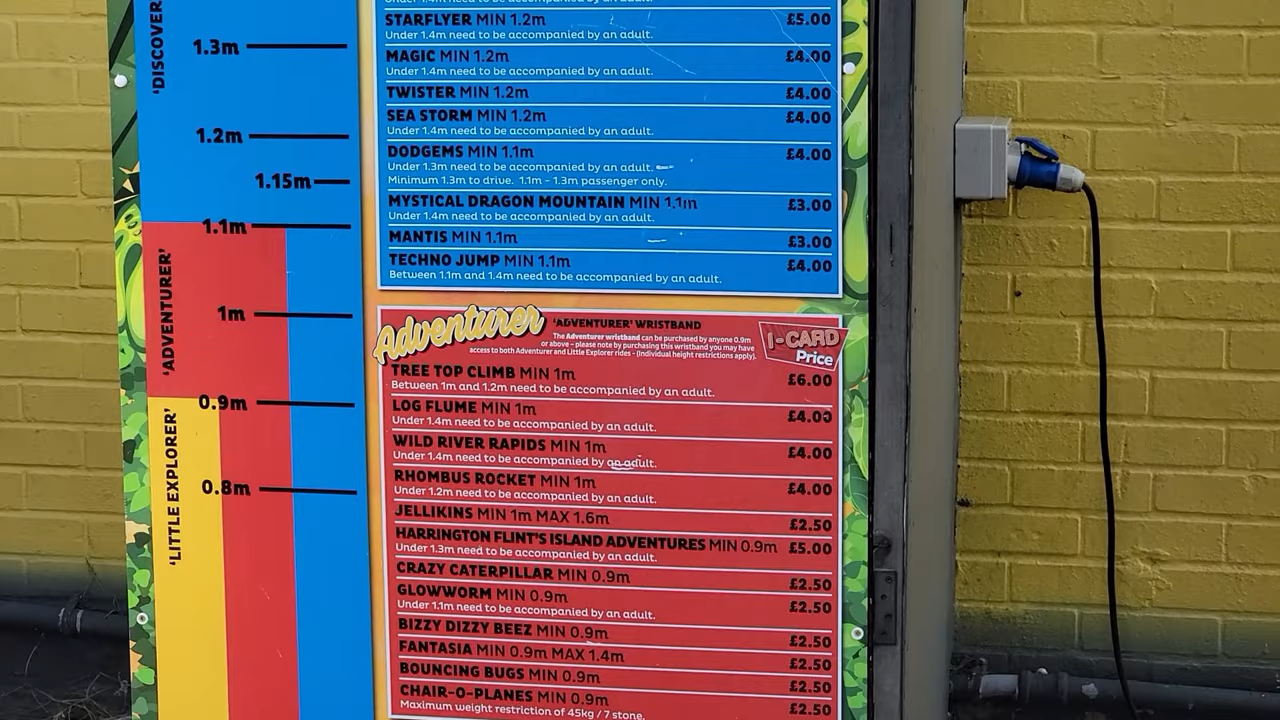 Under 1.4m need to be accompanied by an adult.
STARFLYER MIN 1.2m £5.00
Under 1.4m need to be accompanied by an adult.
MAGIC MIN 1.2m £4.00
Under 1.4m need to be accompanied by an adult.
TWISTER MIN 1.2m £4.00
SEA STORM MIN 1.2m £4.00
Under 1.4m need to be accompanied by an adult.
DODGEMS MIN 1.1m £4.00
Under 1.3m need to be accompanied by an adult.
Minimum 1.3m to drive. 1.1m - 1.3m passenger only.
MYSTICAL DRAGON MOUNTAIN MIN 1.1m £3.00
Under 1.4m need to be accompanied by an adult.
MANTIS MIN 1.1m £3.00
TECHNO JUMP MIN 1.1m £4.00
Between 1.1m and 1.4m need to be accompanied by an adult.
'DISCOVER
1.3m
1.2m
1.15m
1.1m
'ADVENTURER'
1m
0.9m
'LITTLE EXPLORER'
0.8m
Adventurer
'ADVENTURER' WRISTBAND
The Adventurer wristband can be purchased by anyone 0.9m
or above – please note by purchasing this wristband you may have
access to both Adventurer and Little Explorer rides - (Individual height restrictions apply).
I-CARD
Price
TREE TOP CLIMB MIN 1m £6.00
Between 1m and 1.2m need to be accompanied by an adult.
LOG FLUME MIN 1m £4.00
Under 1.4m need to be accompanied by an adult.
WILD RIVER RAPIDS MIN 1m £4.00
Under 1.4m need to be accompanied by an adult.
RHOMBUS ROCKET MIN 1m £4.00
Under 1.2m need to be accompanied by an adult.
JELLIKINS MIN 1m MAX 1.6m £2.50
HARRINGTON FLINT'S ISLAND ADVENTURES MIN 0.9m £5.00
Under 1.3m need to be accompanied by an adult.
CRAZY CATERPILLAR MIN 0.9m £2.50
GLOWWORM MIN 0.9m £2.50
Under 1.1m need to be accompanied by an adult.
BIZZY DIZZY BEEZ MIN 0.9m £2.50
FANTASIA MIN 0.9m MAX 1.4m £2.50
BOUNCING BUGS MIN 0.9m £2.50
CHAIR-O-PLANES MIN 0.9m £2.50
Maximum weight restriction of 45kg / 7 stone.